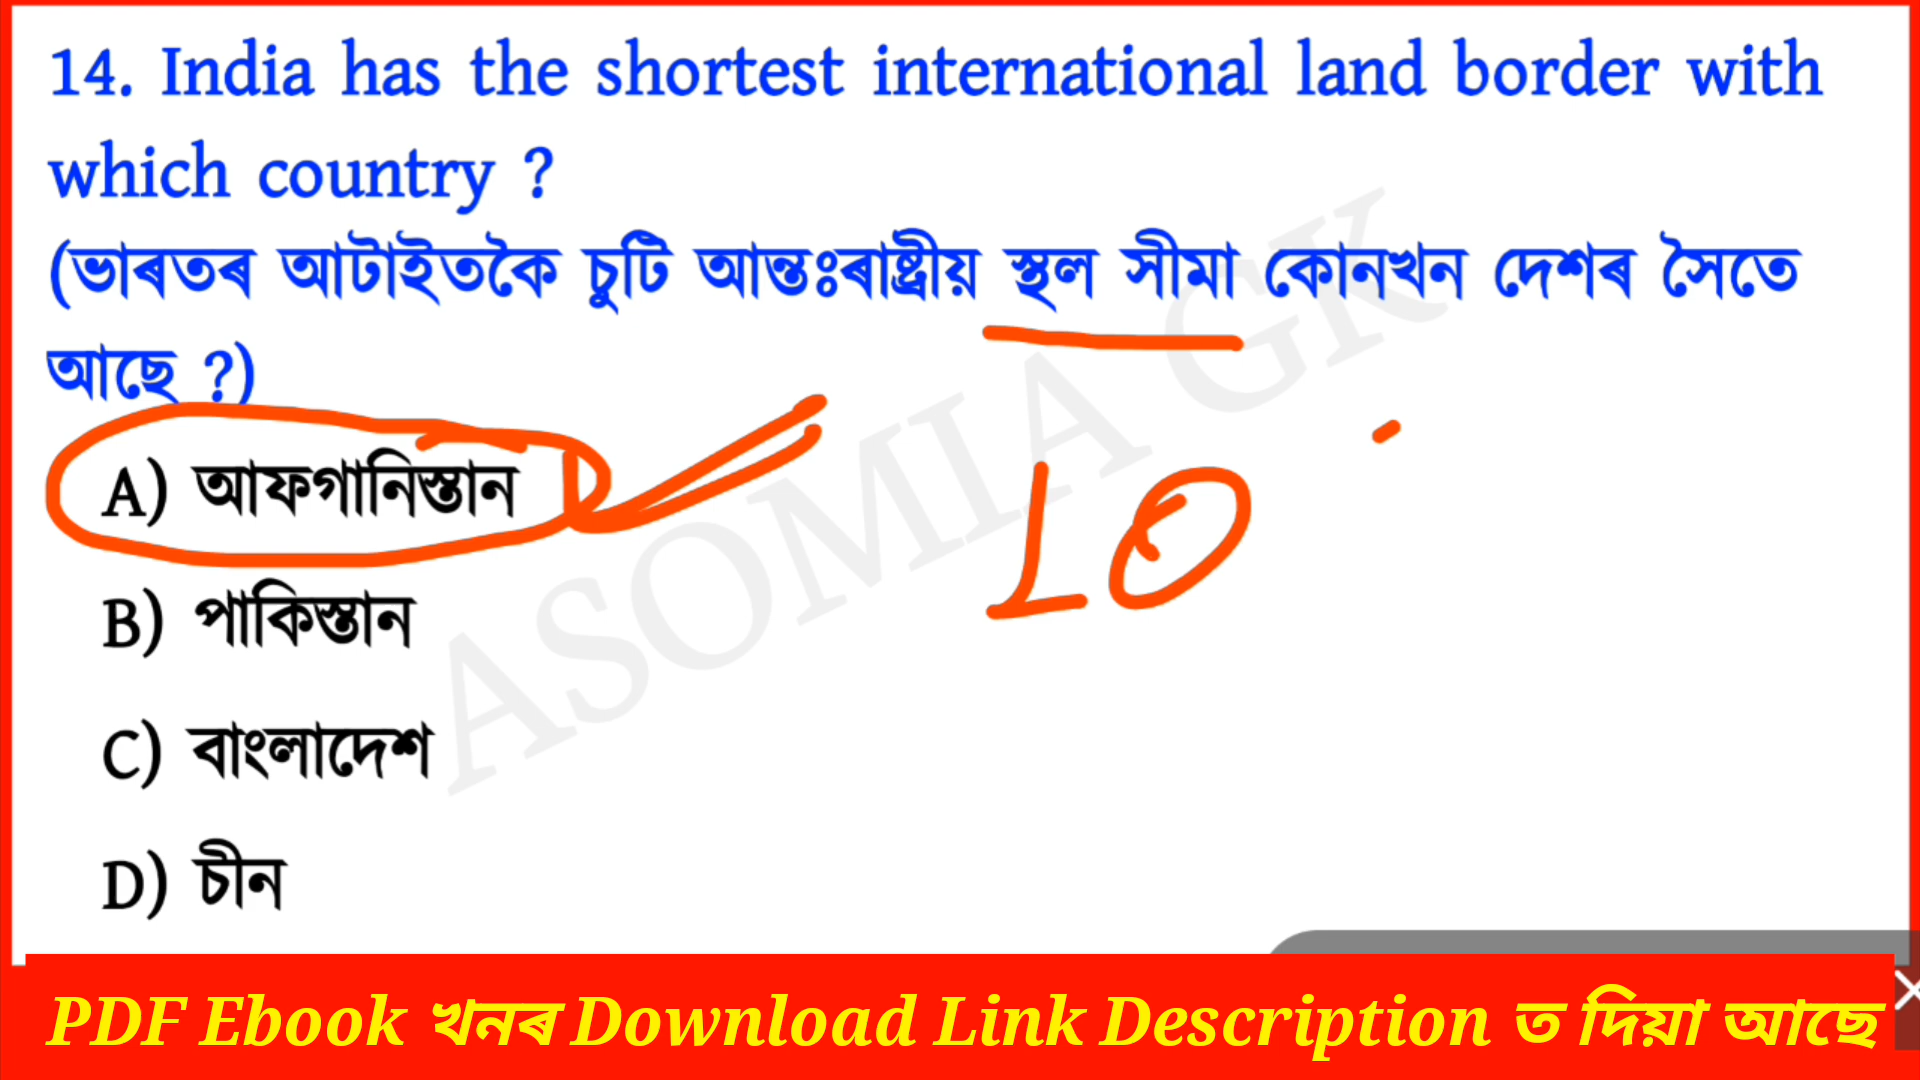 14. India has the shortest international land border with
which country ?
(ভাৰতৰ আটাইতকৈ চুটি আন্তঃৰাষ্ট্ৰীয় স্থল সীমা কোনখন দেশৰ সৈতে
আছে ?)
A) আফগানিস্তান
10
B) পাকিস্তান
C) বাংলাদেশ
D) চীন
ASOMIA GK
PDF Ebook খনৰ Download Link Description ত দিয়া আছে